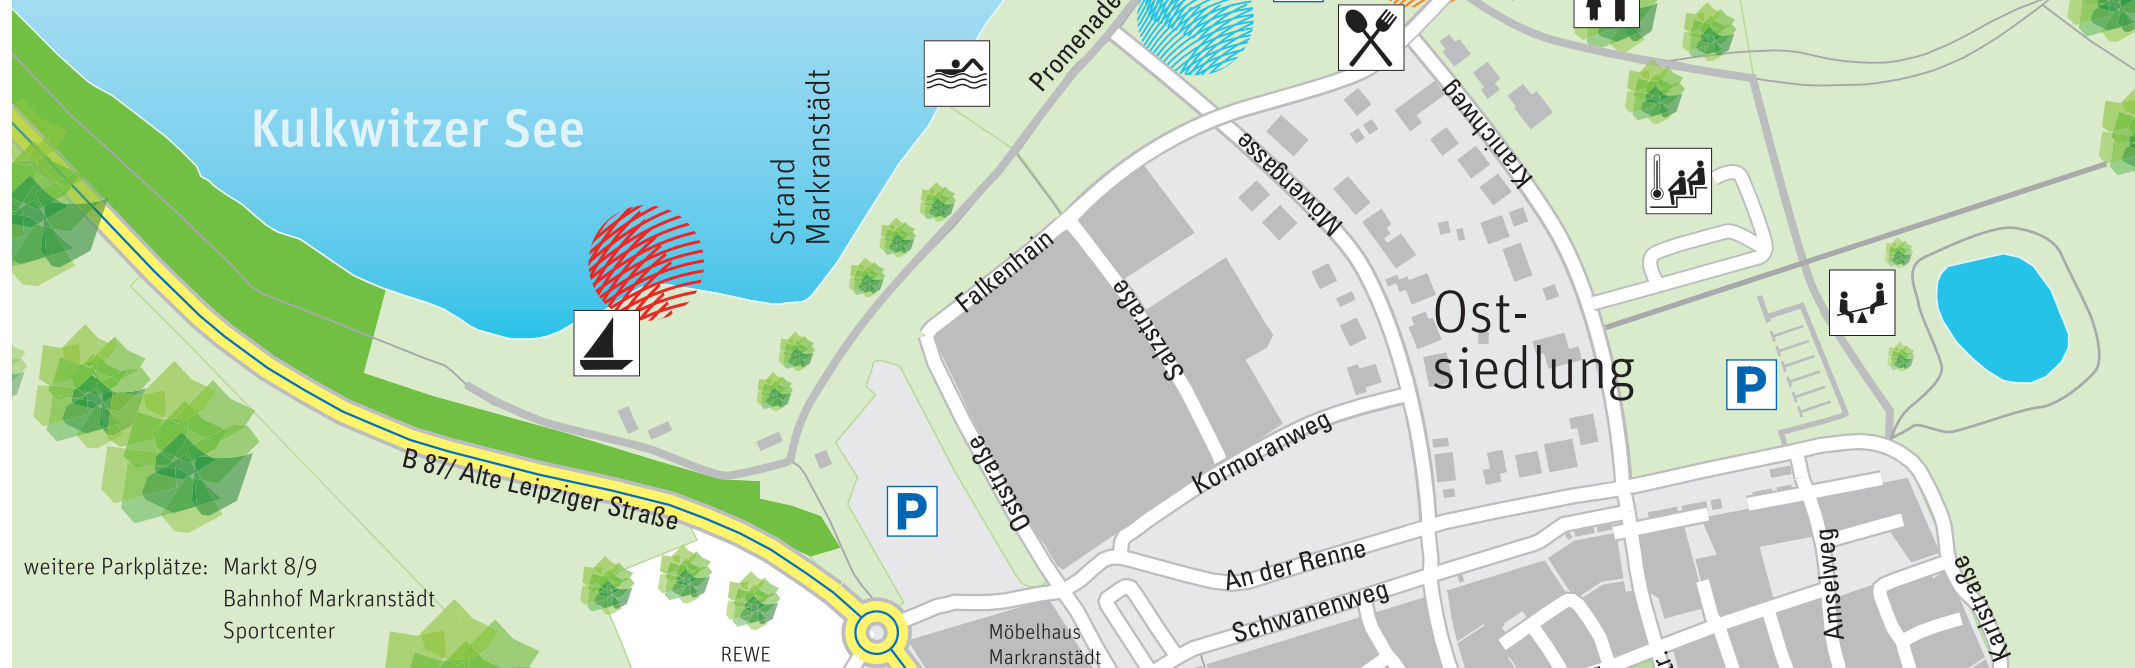 Promenade
Kulkwitzer See
Strand
Markranstädt
Kranichweg
Möwengasse
Falkenhain
Salzstraße
Ost-
siedlung
P
Kormoranweg
Oststraße
B 87/ Alte Leipziger Straße
P
An der Renne
Schwanenweg
Amselweg
Karlstraße
weitere Parkplätze: Markt 8/9
Bahnhof Markranstädt
Sportcenter
REWE
Möbelhaus
Markranstädt